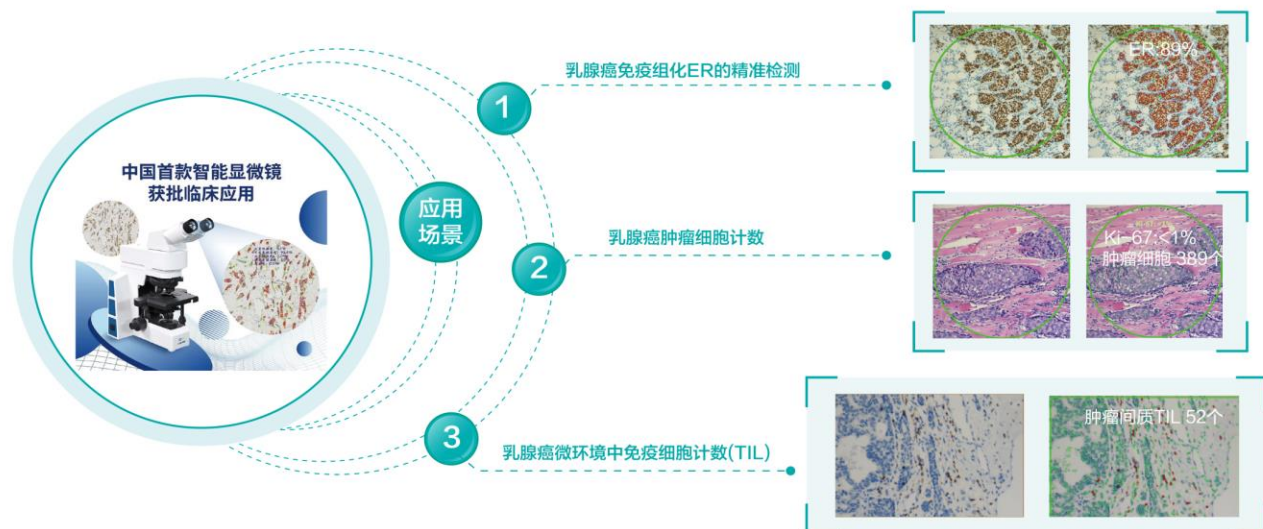 中国首款智能显微镜
获批临床应用
应用
场景
1
乳腺癌免疫组化ER的精准检测
ER:89%
2
乳腺癌肿瘤细胞计数
Ki-67:<1%
肿瘤细胞 389个
3
乳腺癌微环境中免疫细胞计数(TIL)
肿瘤间质TIL 52个